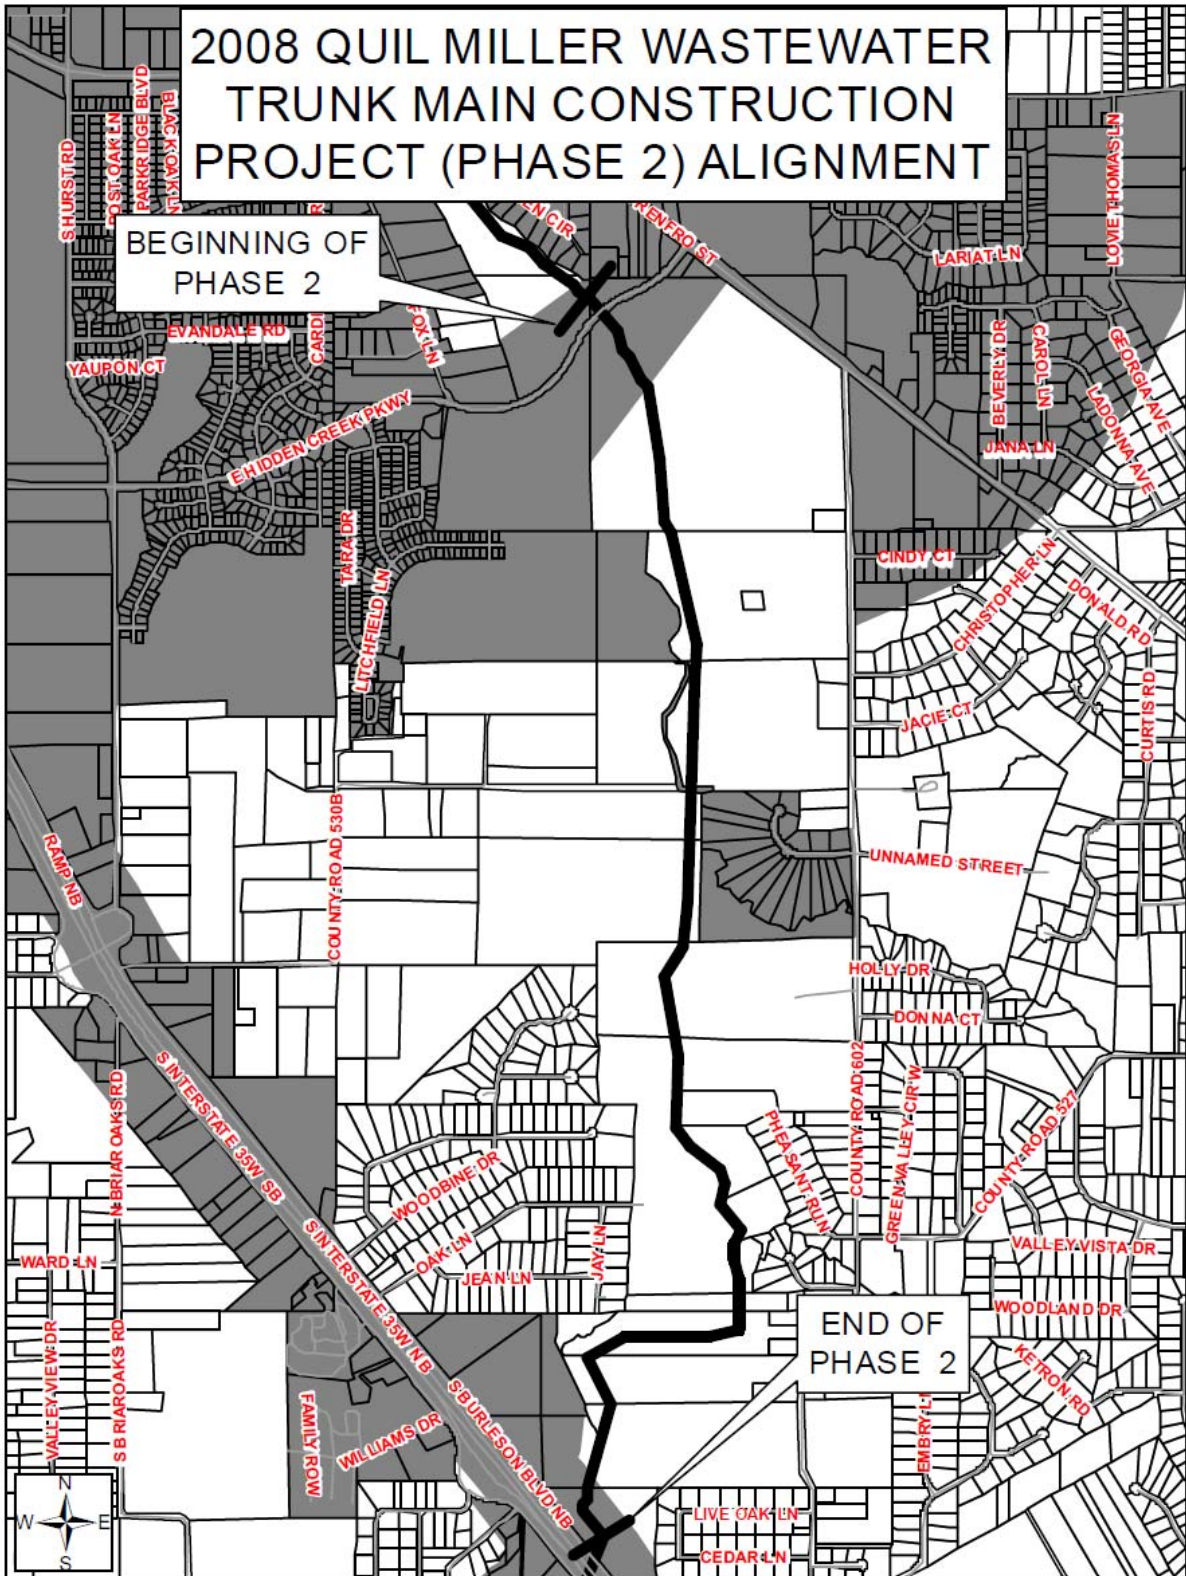 2008 QUIL MILLER WASTEWATER
TRUNK MAIN CONSTRUCTION
PROJECT (PHASE 2) ALIGNMENT
S HURST RD
POST OAK LN
PARKRIDGE BLVD
BLACK OAK LN
EN CIR
RENFRO ST
LOVIE THOMAS LN
BEGINNING OF
PHASE 2
LARIAT LN
EVANDALE RD
CARDI
FOX LN
YAUPON CT
BEVERLY DR
CAROL LN
GEORGIA AVE
LADONNA AVE
E HIDDEN CREEK PKWY
JANA LN
TARA DR
CINDY CT
CHRISTOPHER LN
DONALD RD
LITCHFIELD LN
JACIE CT
CURTIS RD
RAMP NB
COUNTY ROAD 530B
UNNAMED STREET
HOLLY DR
DONNA CT
N BRIAROAKS RD
S INTERSTATE 35W SB
COUNTY ROAD 602
GREEN VALLEY CIR W
COUNTY ROAD 527
PHEASANT RUN
WOODBINE DR
S INTERSTATE 35W NB
OAK LN
JAY LN
JEAN LN
WARD LN
VALLEY VISTA DR
WOODLAND DR
END OF
PHASE 2
VALLEY VIEW DR
S BRIAROAKS RD
KETRON RD
FAMILY ROW
WILLIAMS DR
S BURLESON BLVD NB
EMBRY L
N
W E
S
LIVE OAK LN
CEDAR LN